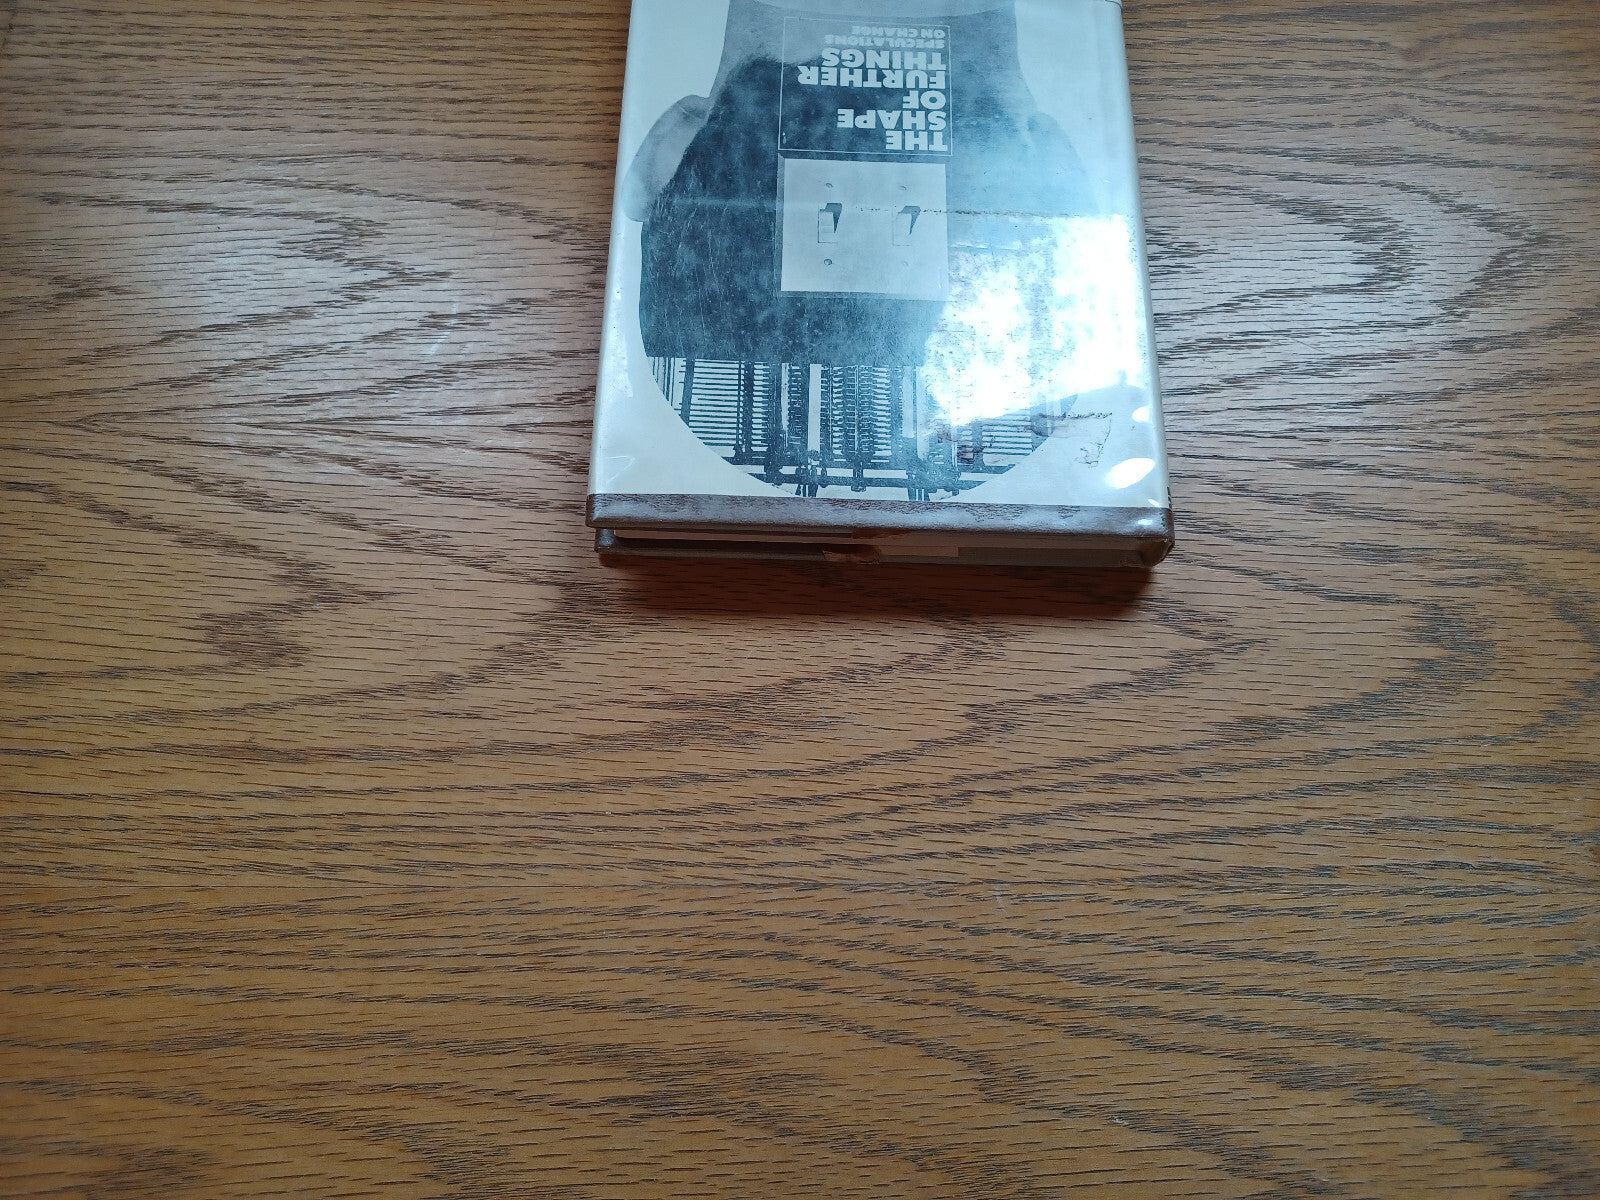 THE
SHAPE
OF
FURTHER
THINGS
SPECULATIONS
ON CHANGE